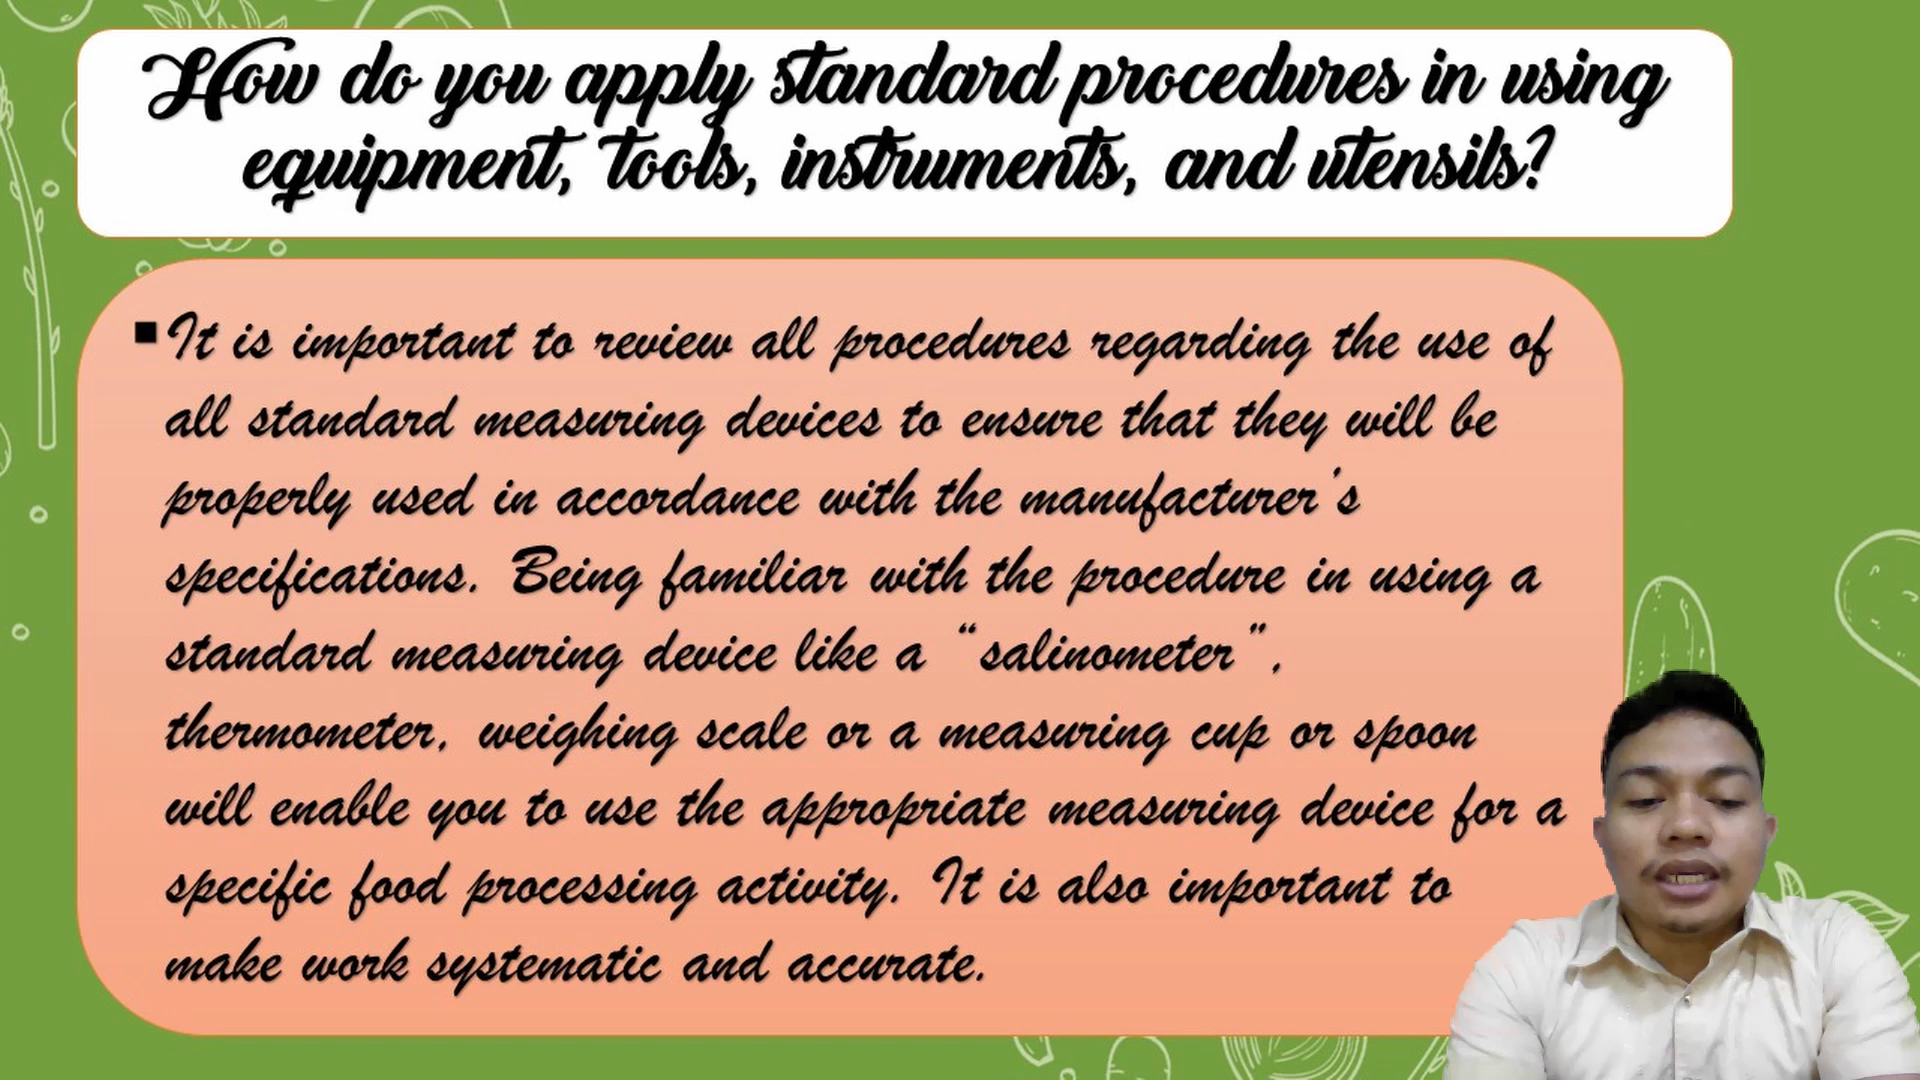 How do you apply standard procedures in using
equipment, tools, instruments, and utensils?
▪It is important to review all procedures regarding the use of
all standard measuring devices to ensure that they will be
properly used in accordance with the manufacturer's
specifications. Being familiar with the procedure in using a
standard measuring device like a “salinometer”,
thermometer, weighing scale or a measuring cup or spoon
will enable you to use the appropriate measuring device for a
specific food processing activity. It is also important to
make work systematic and accurate.